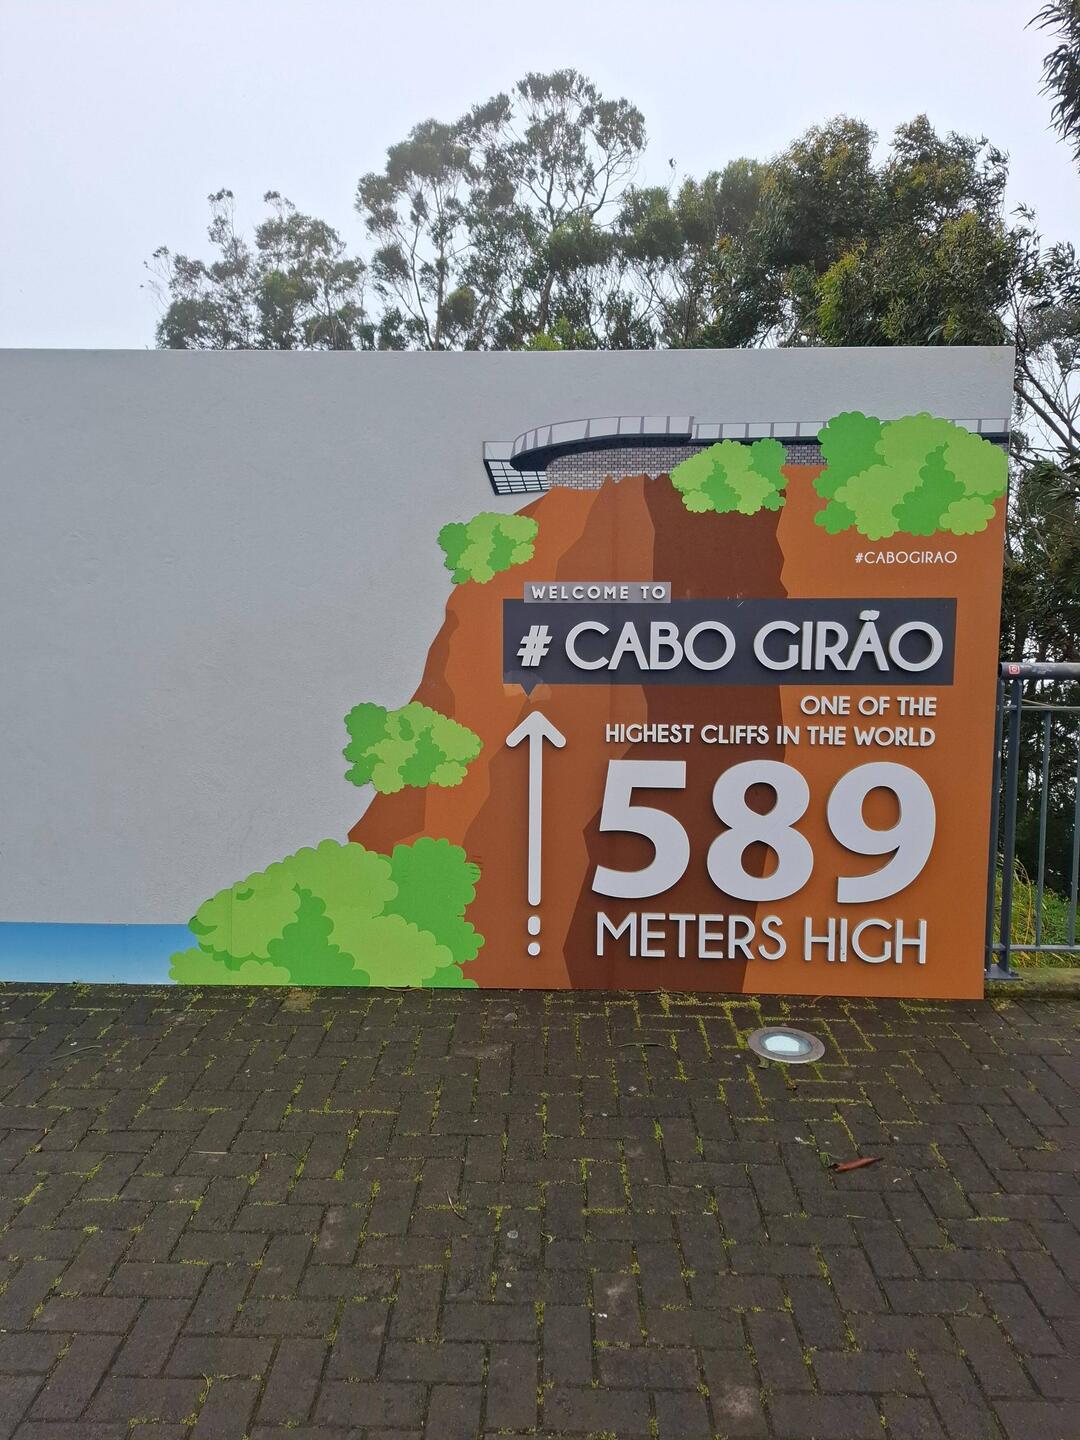 #CABOGIRAO
WELCOME TO
# CABO GIRÃO
ONE OF THE
HIGHEST CLIFFS IN THE WORLD
589
METERS HIGH